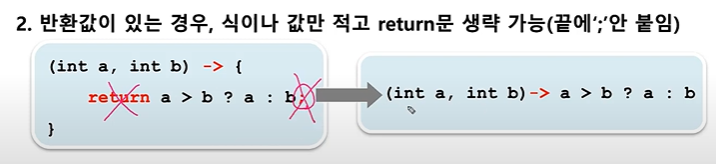 2. 반환값이 있는 경우, 식이나 값만 적고 return문 생략 가능(끝에';'안 붙임)
(int a, int b) -> {
return a > b ? a : b;
}
(int a, int b)-> a > b ? a : b